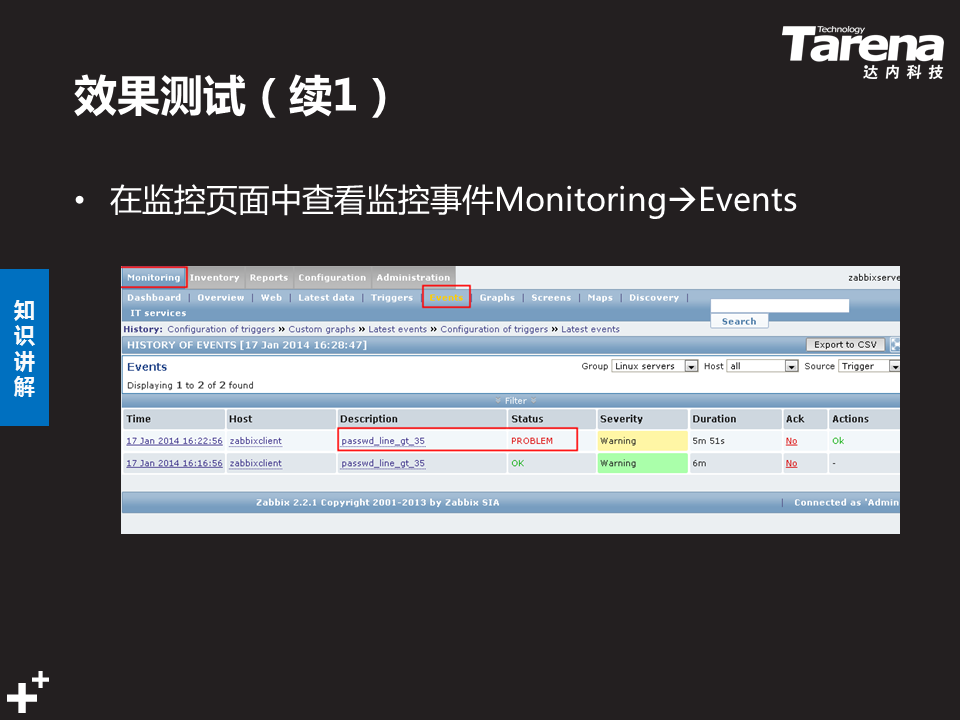 Technology
Tarena
达内科技
效果测试（续1）
• 在监控页面中查看监控事件Monitoring→Events
知识讲解
Monitoring Inventory Reports Configuration Administration zabbixserve
Dashboard | Overview | Web | Latest data | Triggers | Events | Graphs | Screens | Maps | Discovery |
IT services
Search
History: Configuration of triggers » Custom graphs » Latest events » Configuration of triggers » Latest events
HISTORY OF EVENTS [17 Jan 2014 16:28:47] Export to CSV
Events Group Linux servers Host all Source Trigger
Displaying 1 to 2 of 2 found
Filter
Time Host Description Status Severity Duration Ack Actions
17 Jan 2014 16:22:56 zabbixclient passwd_line_gt_35 PROBLEM Warning 5m 51s No Ok
17 Jan 2014 16:16:56 zabbixclient passwd_line_gt_35 OK Warning 6m No -
Zabbix 2.2.1 Copyright 2001-2013 by Zabbix SIA | Connected as 'Admin